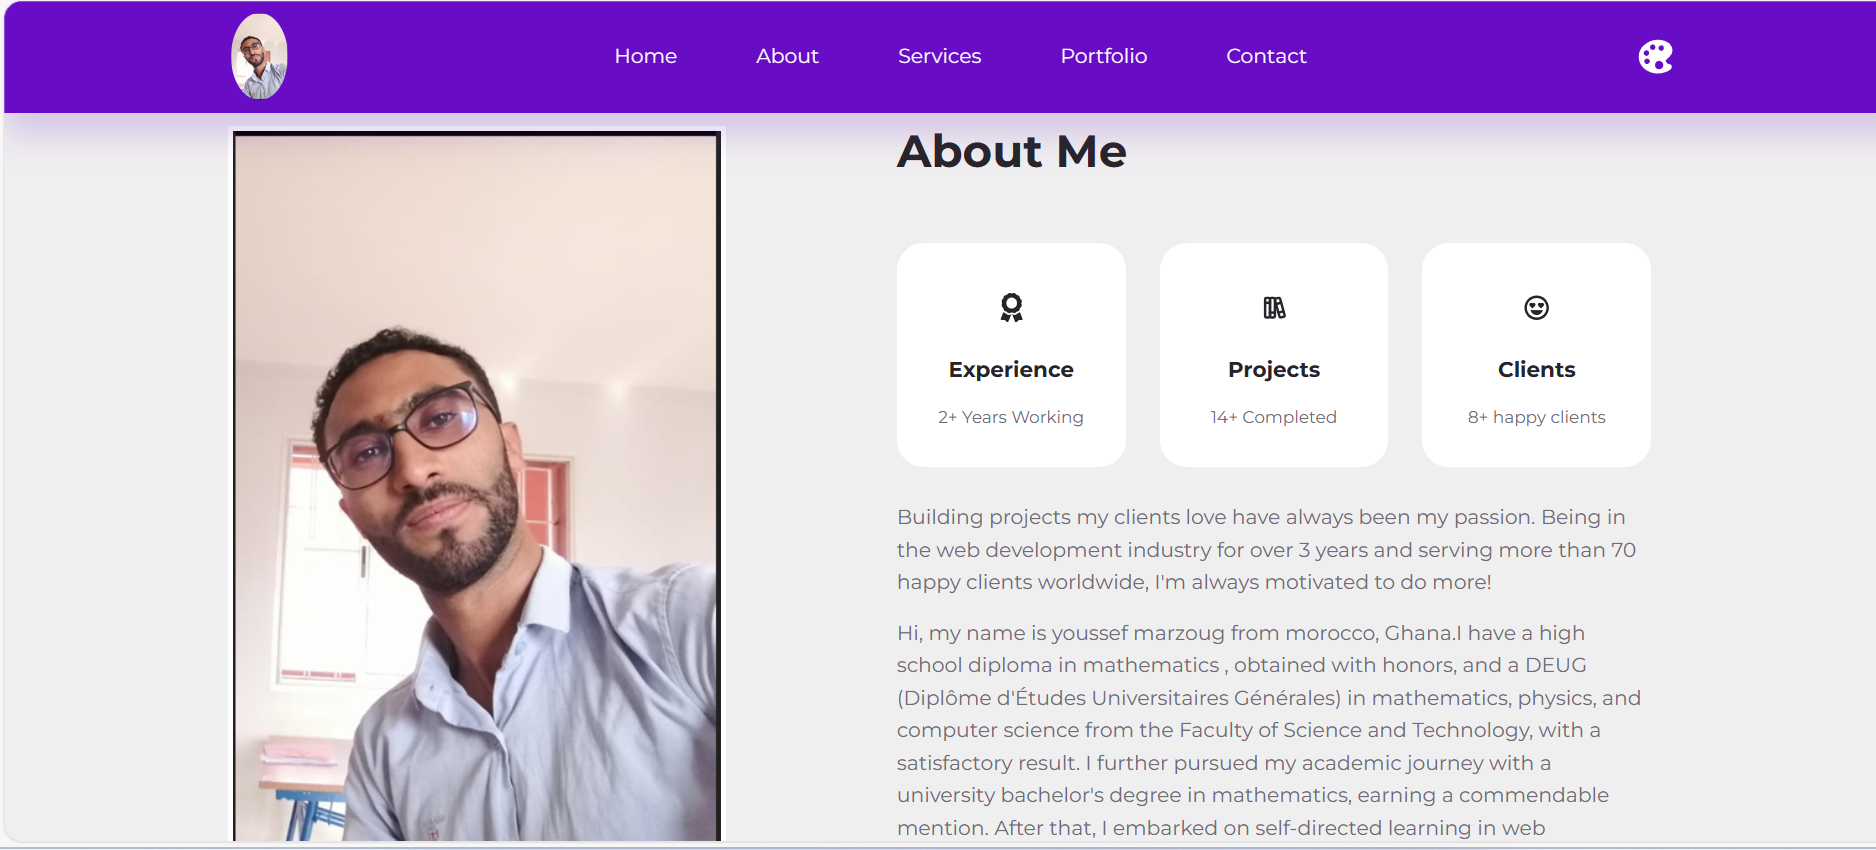 Home About Services Portfolio Contact
About Me
Experience
2+ Years Working
Projects
14+ Completed
Clients
8+ happy clients
Building projects my clients love have always been my passion. Being in
the web development industry for over 3 years and serving more than 70
happy clients worldwide, I'm always motivated to do more!
Hi, my name is youssef marzoug from morocco, Ghana.I have a high
school diploma in mathematics , obtained with honors, and a DEUG
(Diplôme d'Études Universitaires Générales) in mathematics, physics, and
computer science from the Faculty of Science and Technology, with a
satisfactory result. I further pursued my academic journey with a
university bachelor's degree in mathematics, earning a commendable
mention. After that, I embarked on self-directed learning in web